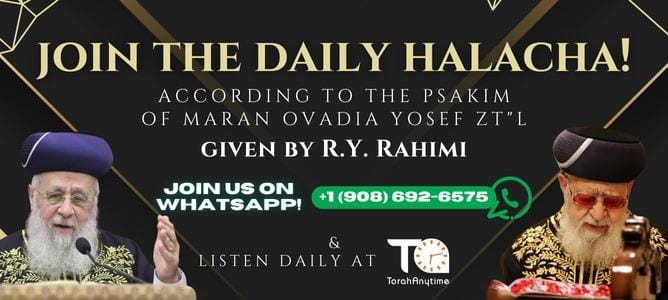 JOIN THE DAILY HALACHA!
ACCORDING TO THE PSAKIM
OF MARAN OVADIA YOSEF ZT"L
GIVEN BY R.Y. RAHIMI
JOIN US ON
WHATSAPP!
+1 (908) 692-6575
&
LISTEN DAILY AT
TA
TorahAnytime